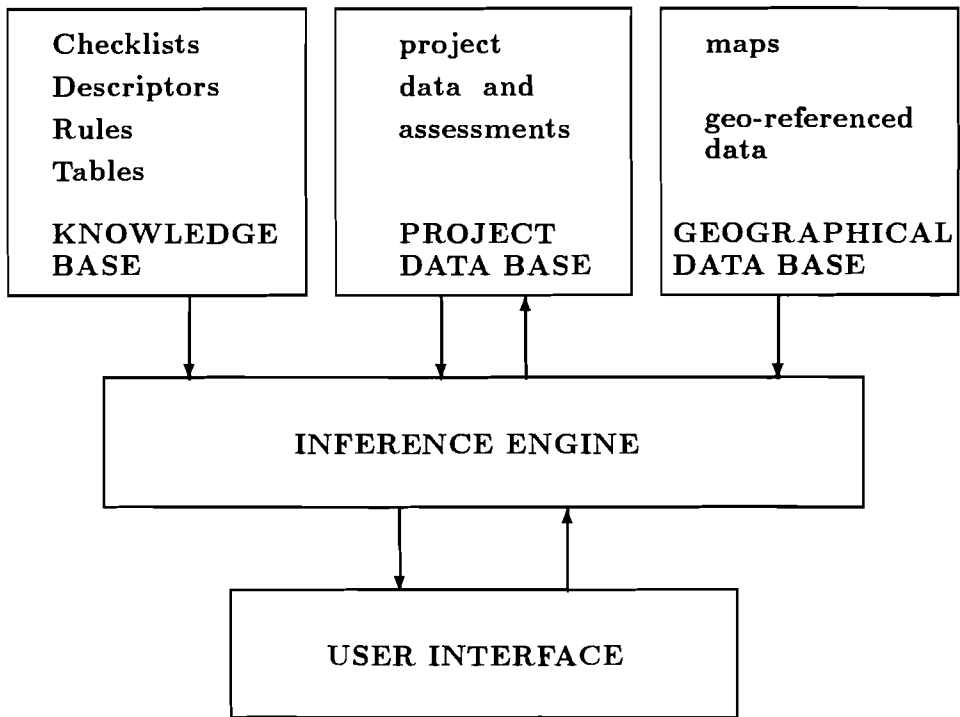 Checklists
Descriptors
Rules
Tables
KNOWLEDGE
BASE
project
data and
assessments
PROJECT
DATA BASE
maps
geo-referenced
data
GEOGRAPHICAL
DATA BASE
INFERENCE ENGINE
USER INTERFACE